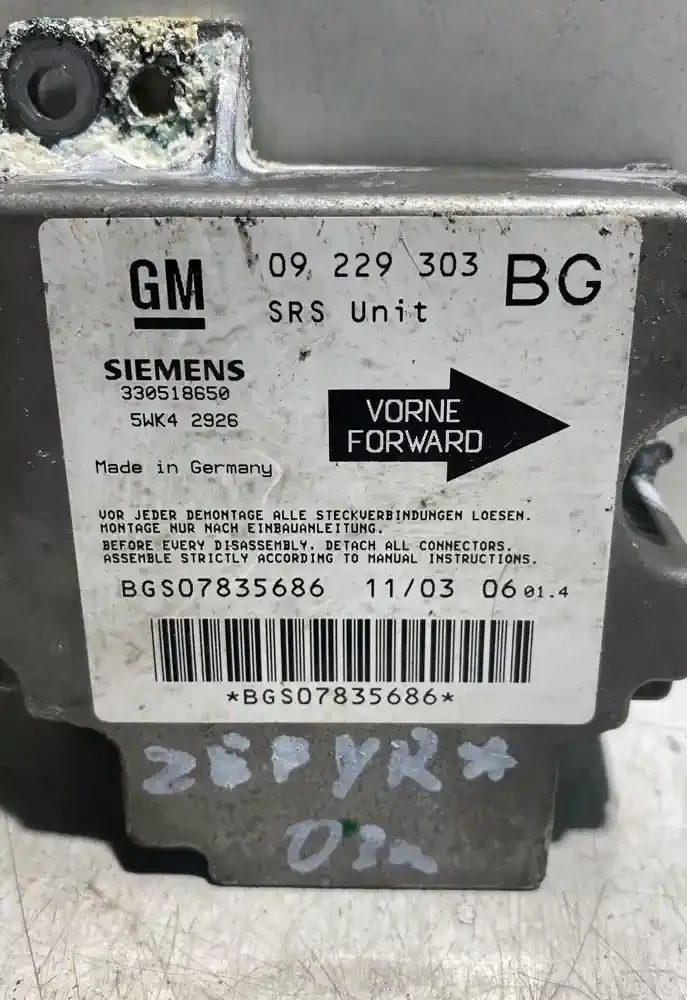 GM
09 229 303 BG
SRS Unit
SIEMENS
330518650
5WK4 2926
VORNE
FORWARD
Made in Germany
VOR JEDER DEMONTAGE ALLE STECKVERBINDUNGEN LOESEN.
MONTAGE NUR NACH EINBAUANLEITUNG.
BEFORE EVERY DISASSEMBLY, DETACH ALL CONNECTORS.
ASSEMBLE STRICTLY ACCORDING TO MANUAL INSTRUCTIONS.
BGS07835686 11/03 06 01.4
*BGS07835686*